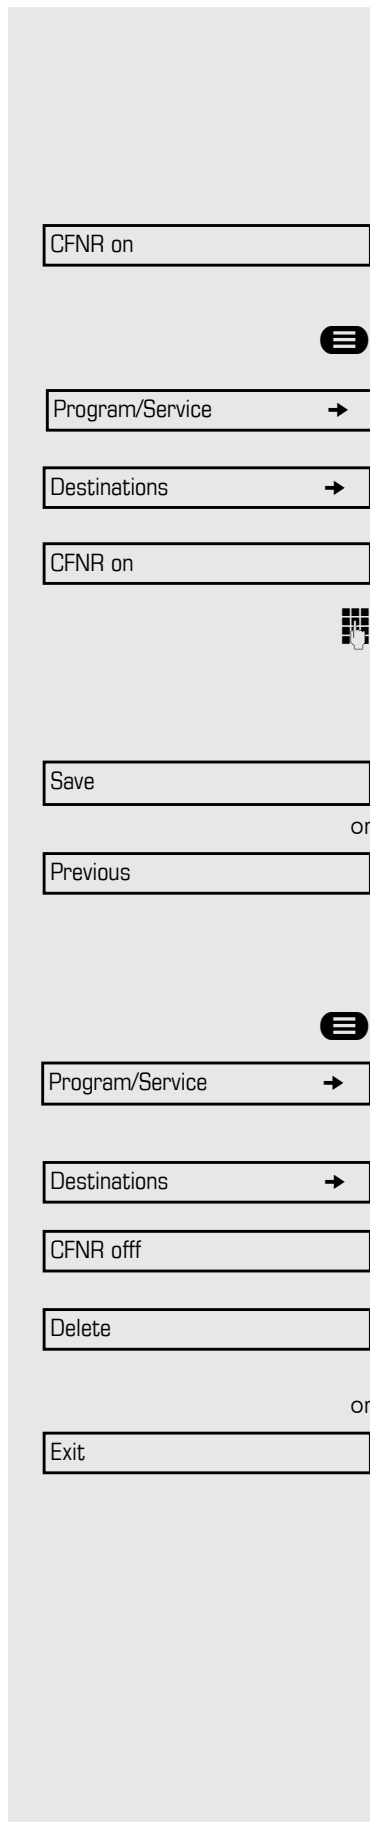 CFNR on
Program/Service
Destinations
CFNR on
Save
or
Previous
Program/Service
Destinations
CFNR offf
Delete
or
Exit